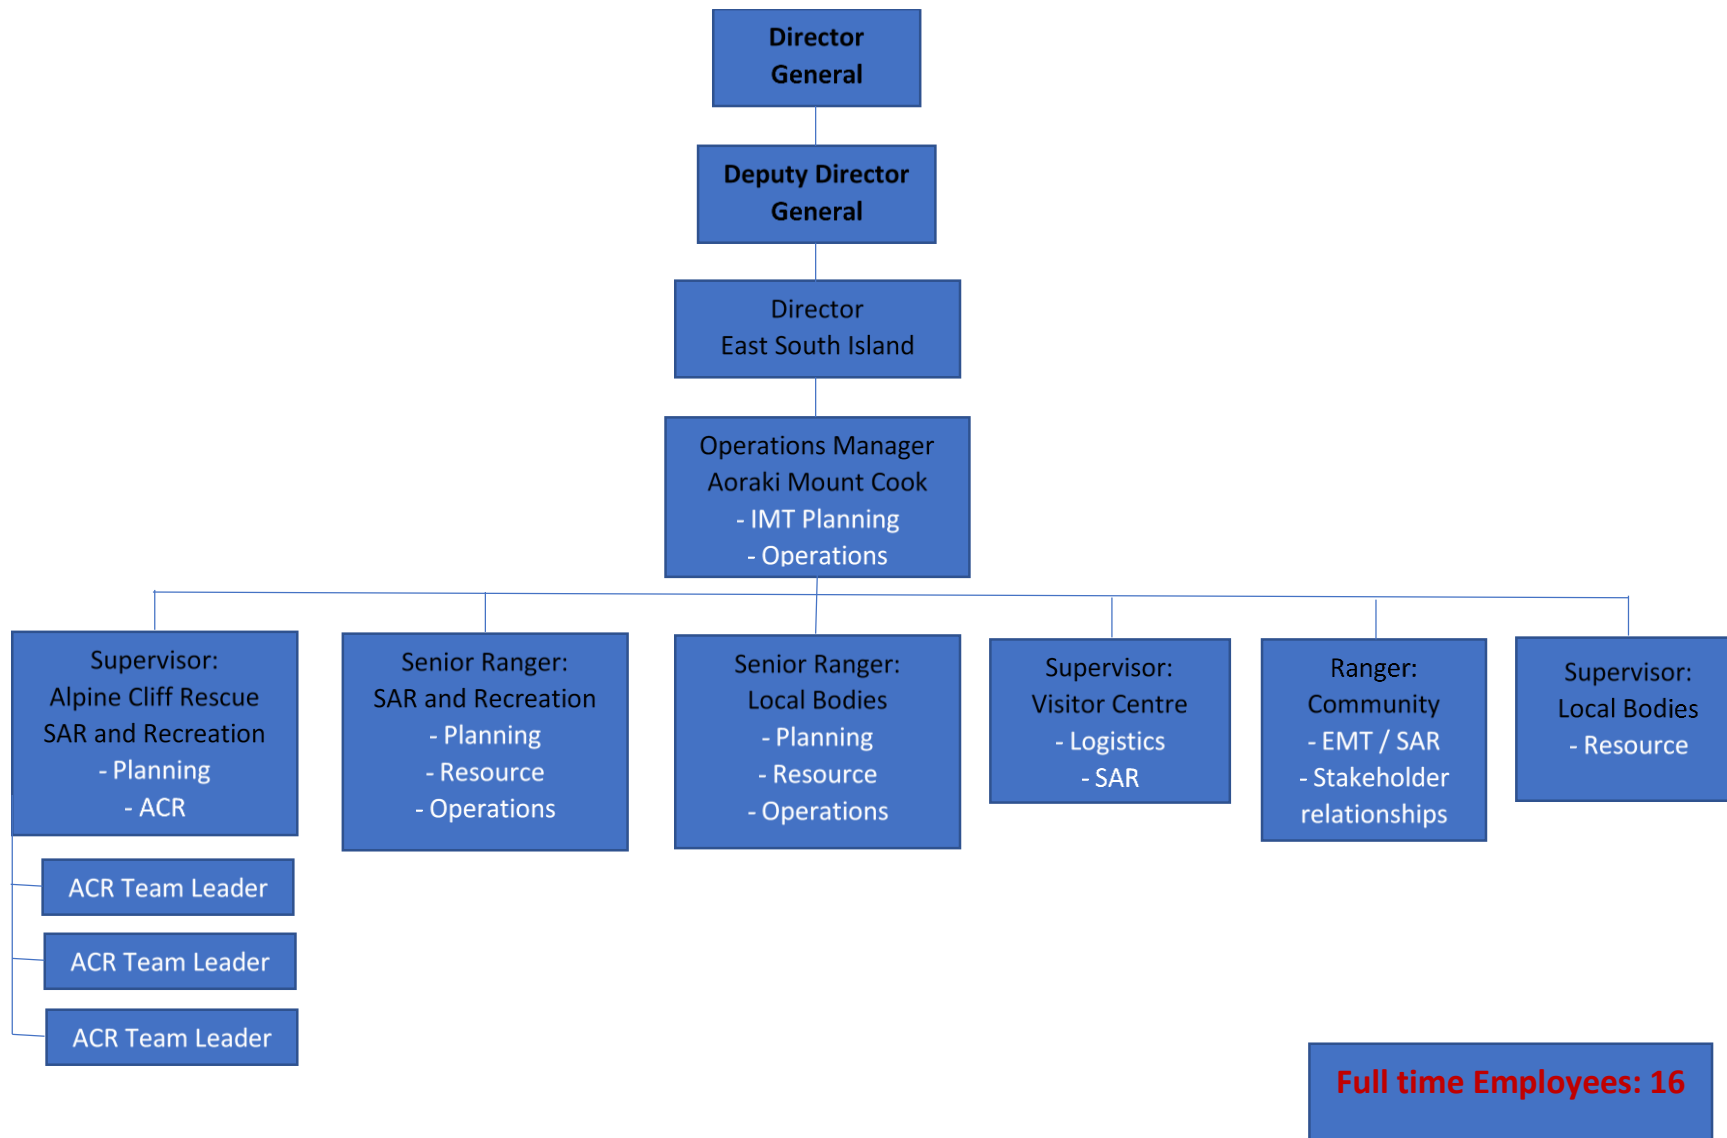 Director
General
Deputy Director
General
Director
East South Island
Operations Manager
Aoraki Mount Cook
- IMT Planning
- Operations
Supervisor:
Alpine Cliff Rescue
SAR and Recreation
- Planning
- ACR
Senior Ranger:
SAR and Recreation
- Planning
- Resource
- Operations
Senior Ranger:
Local Bodies
- Planning
- Resource
- Operations
Supervisor:
Visitor Centre
- Logistics
- SAR
Ranger:
Community
- EMT / SAR
- Stakeholder
relationships
Supervisor:
Local Bodies
- Resource
ACR Team Leader
ACR Team Leader
ACR Team Leader
Full time Employees: 16